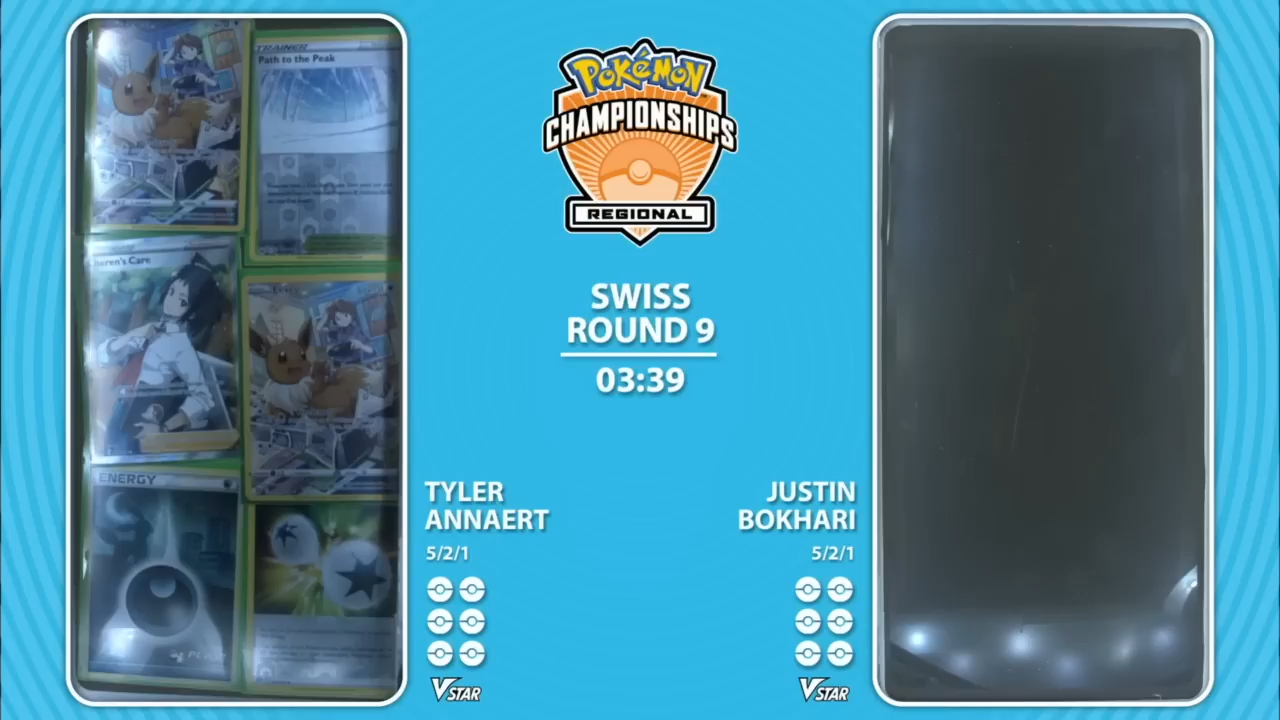 TRAINER
Path to the Peak
Care
ENERGY
PLAY!
POKÉMON
CHAMPIONSHIPS
REGIONAL
SWISS
ROUND 9
03:39
TYLER
ANNAERT
5/2/1
VSTAR
JUSTIN
BOKHARI
5/2/1
VSTAR